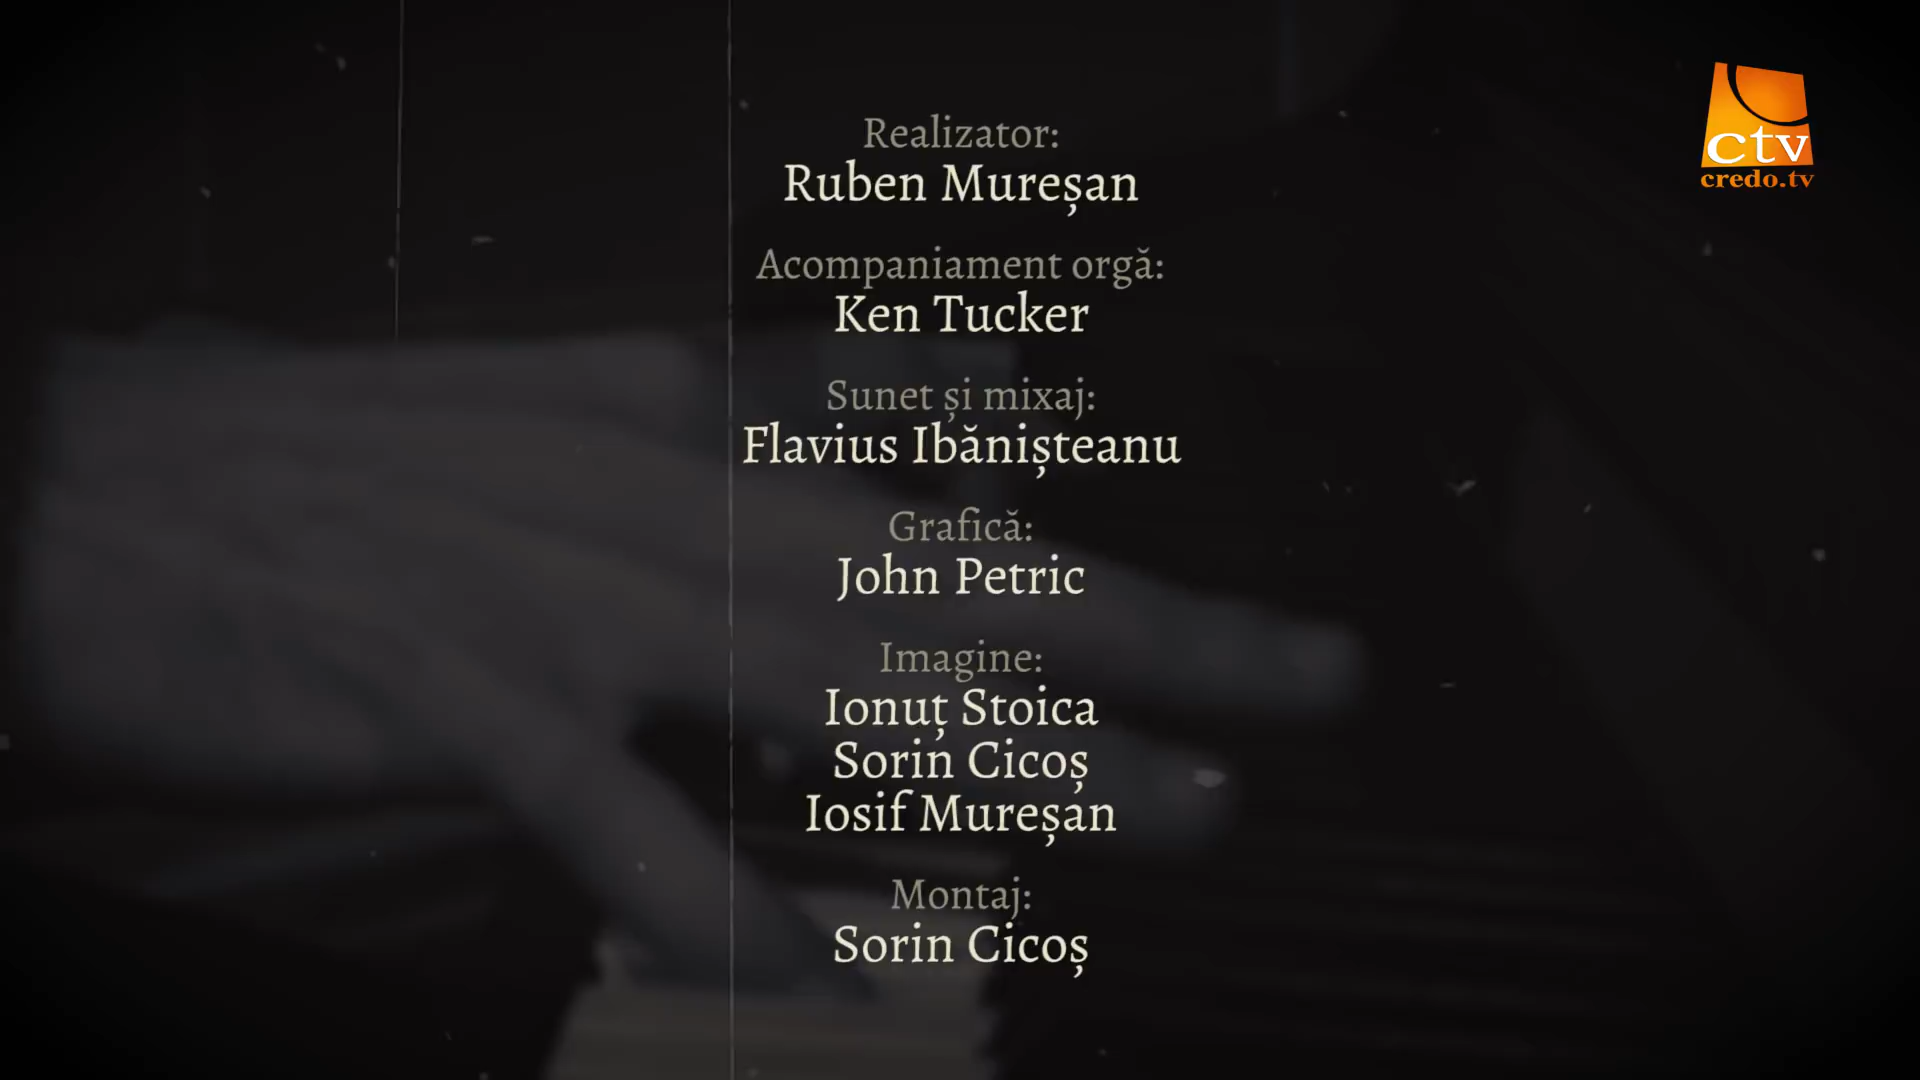 Realizator:
Ruben Mureșan
Acompaniament orgă:
Ken Tucker
Sunet și mixaj:
Flavius Ibănișteanu
Grafică:
John Petric
Imagine:
Ionuț Stoica
Sorin Cicoș
Iosif Mureșan
Montaj:
Sorin Cicoș
ctv
credo.tv